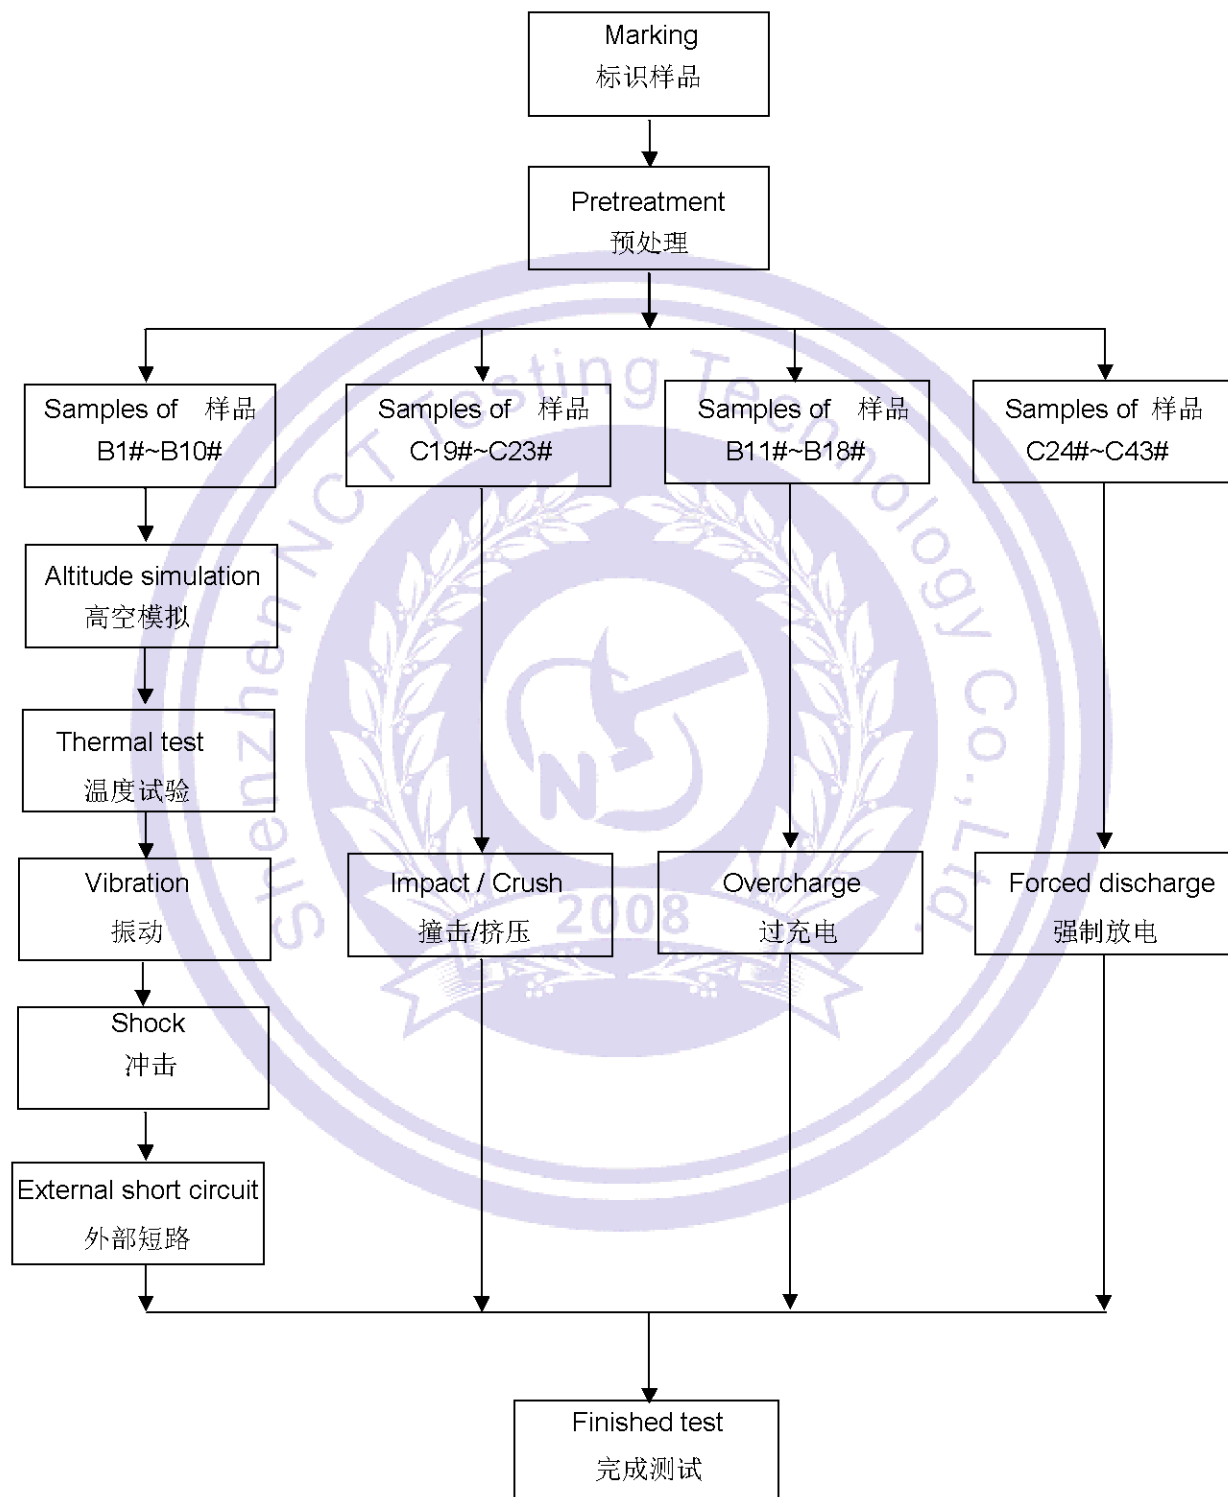 Marking
标识样品
Pretreatment
预处理
Samples of 样品
B1#~B10#
Samples of 样品
C19#~C23#
Samples of 样品
B11#~B18#
Samples of 样品
C24#~C43#
Altitude simulation
高空模拟
Thermal test
温度试验
Vibration
振动
Impact / Crush
撞击/挤压
Overcharge
过充电
Forced discharge
强制放电
Shock
冲击
External short circuit
外部短路
Finished test
完成测试
Shenzhen NCT Testing Technology Co.,Ltd.
N
2008